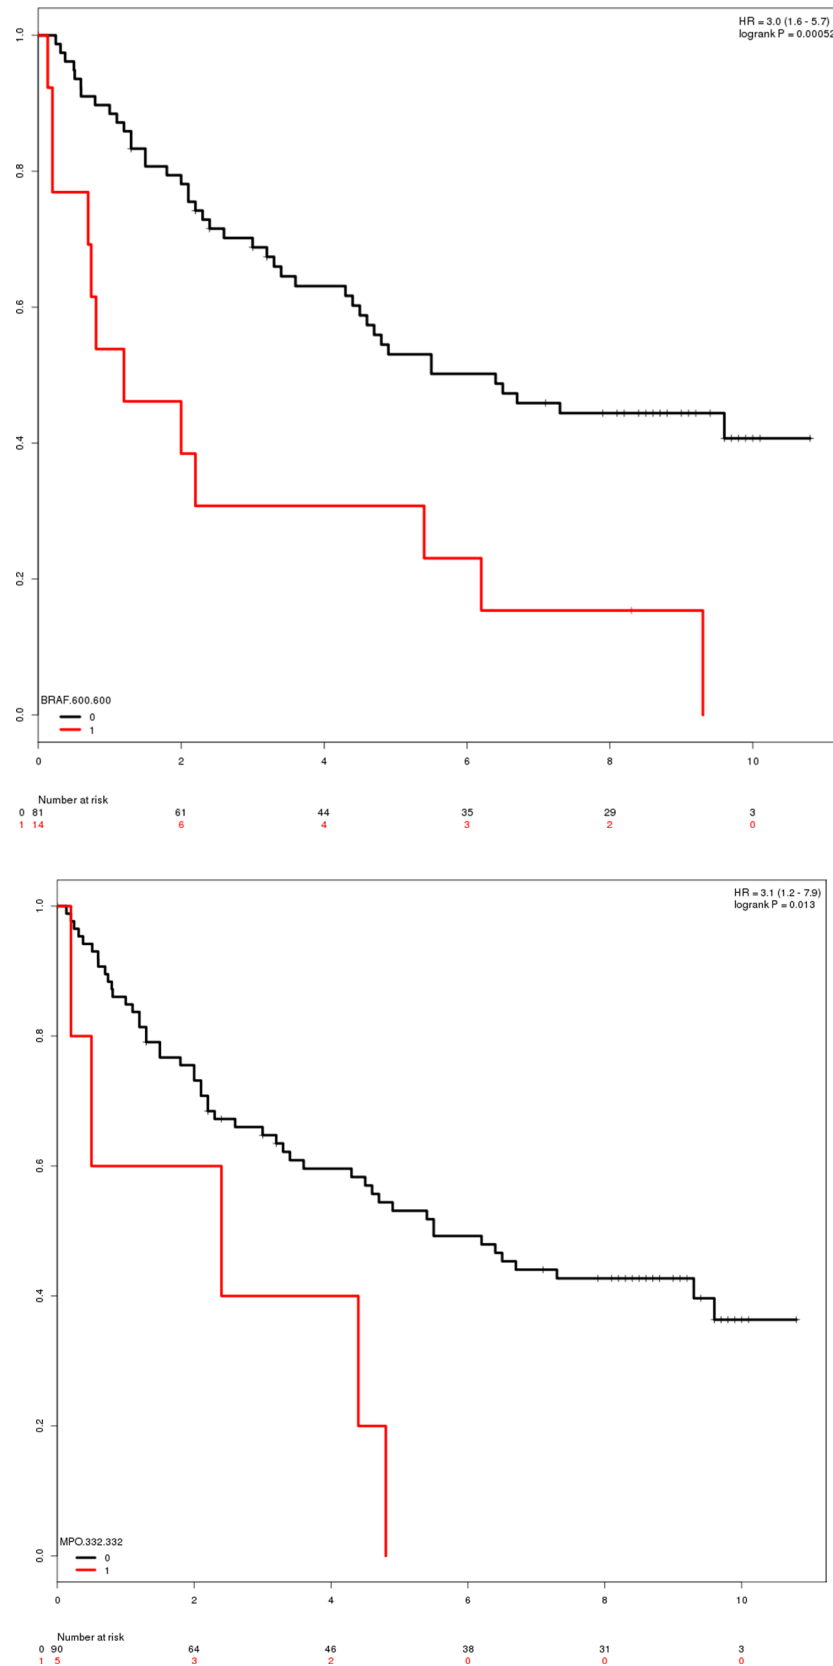 HR = 3.0 (1.6 - 5.7)
logrank P = 0.00052
1.0
0.8
0.6
0.4
0.2
0.0
BRAF.600.600
0
1
0 2 4 6 8 10
Number at risk
0 81 61 44 35 29 3
1 14 6 4 3 2 0
HR = 3.1 (1.2 - 7.9)
logrank P = 0.013
1.0
0.8
0.6
0.4
0.2
0.0
MPO.332.332
0
1
0 2 4 6 8 10
Number at risk
0 90 64 46 38 31 3
1 5 3 2 0 0 0